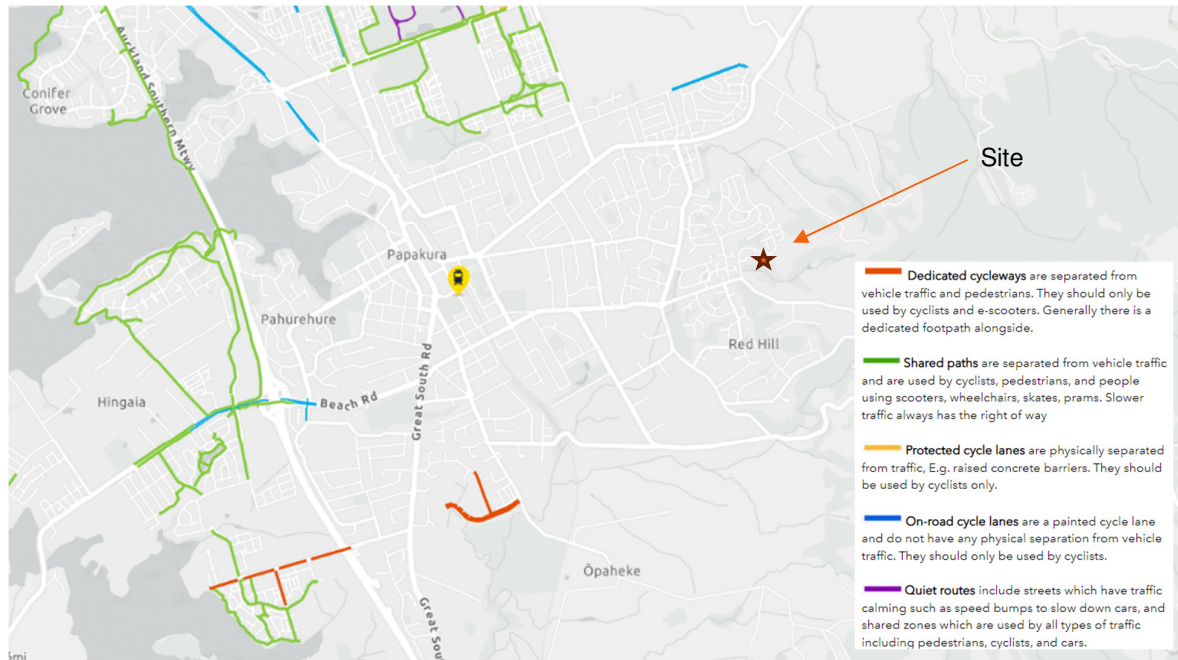 Conifer
Grove
Auckland Southern Mtwy
Site
Papakura
Pahurehure
Red Hill
Hingaia
Beach Rd
Great South Rd
Ōpaheke
Great Sou
Dedicated cycleways are separated from
vehicle traffic and pedestrians. They should only be
used by cyclists and e-scooters. Generally there is a
dedicated footpath alongside.
Shared paths are separated from vehicle traffic
and are used by cyclists, pedestrians, and people
using scooters, wheelchairs, skates, prams. Slower
traffic always has the right of way
Protected cycle lanes are physically separated
from traffic, E.g. raised concrete barriers. They should
be used by cyclists only.
On-road cycle lanes are a painted cycle lane
and do not have any physical separation from vehicle
traffic. They should only be used by cyclists.
Quiet routes include streets which have traffic
calming such as speed bumps to slow down cars, and
shared zones which are used by all types of traffic
including pedestrians, cyclists, and cars.